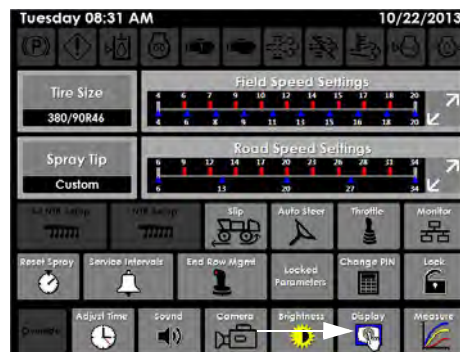 Tuesday 08:31 AM 10/22/2013
Tire Size
380/90R46
Field Speed Settings
4 6 7 9 10 12 14 15 17 18 20
4 6 8 9 11 13 15 16 18 20
Spray Tip
Custom
Road Speed Settings
6 9 12 14 17 20 23 26 28 31 34
6 13 20 27 34
Slip Auto Steer Throttle Monitor
Reset Spray Service Intervals End Row Mgmt Locked Parameters Change PIN Lock
Override Adjust Time Sound Camera Brightness Display Measure